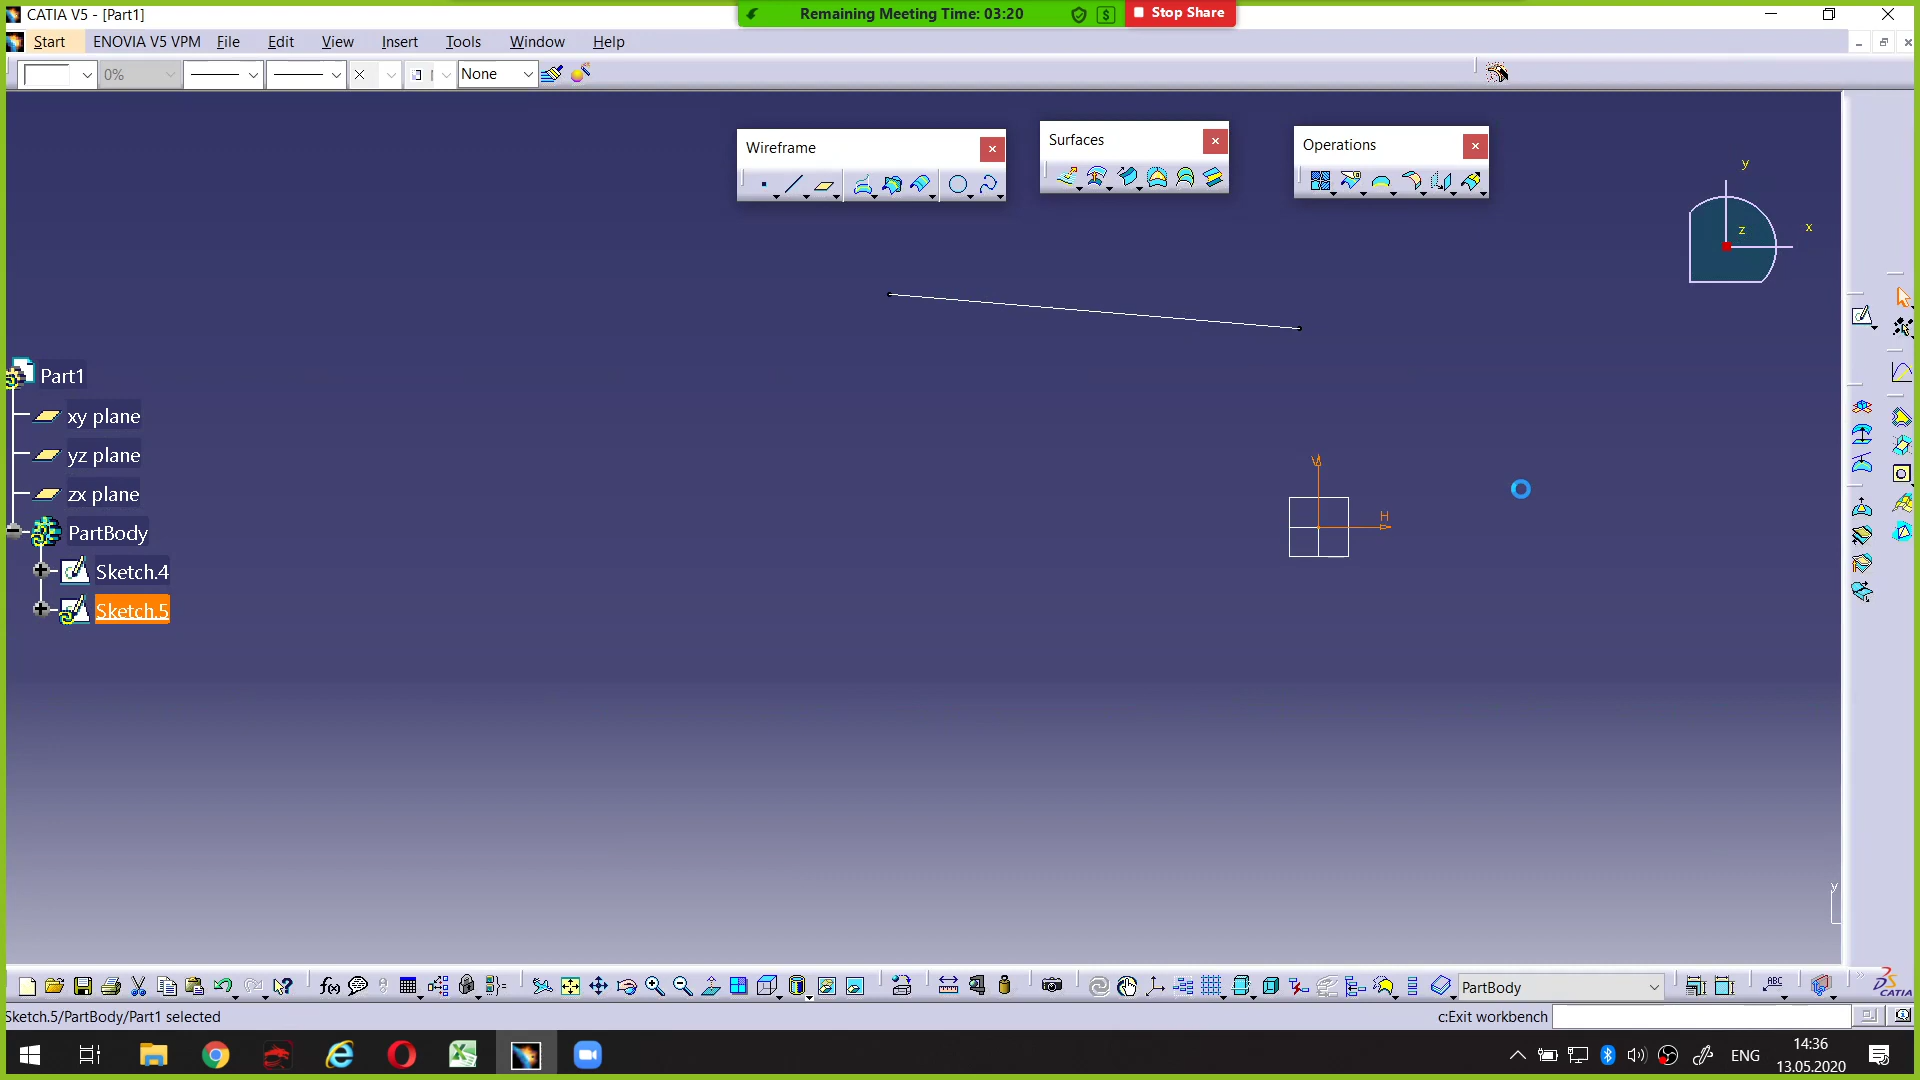 CATIA V5 - [Part1]
Remaining Meeting Time: 03:20
$
Stop Share
Start
ENOVIA V5 VPM
File
Edit
View
Insert
Tools
Window
Help
0%
None
Wireframe
Surfaces
Operations
y
x
z
Part1
xy plane
yz plane
zx plane
PartBody
Sketch.4
Sketch.5
V
H
y
f(x)
ABC
PartBody
CATIA
Sketch.5/PartBody/Part1 selected
c:Exit workbench
ENG
14:36
13.05.2020